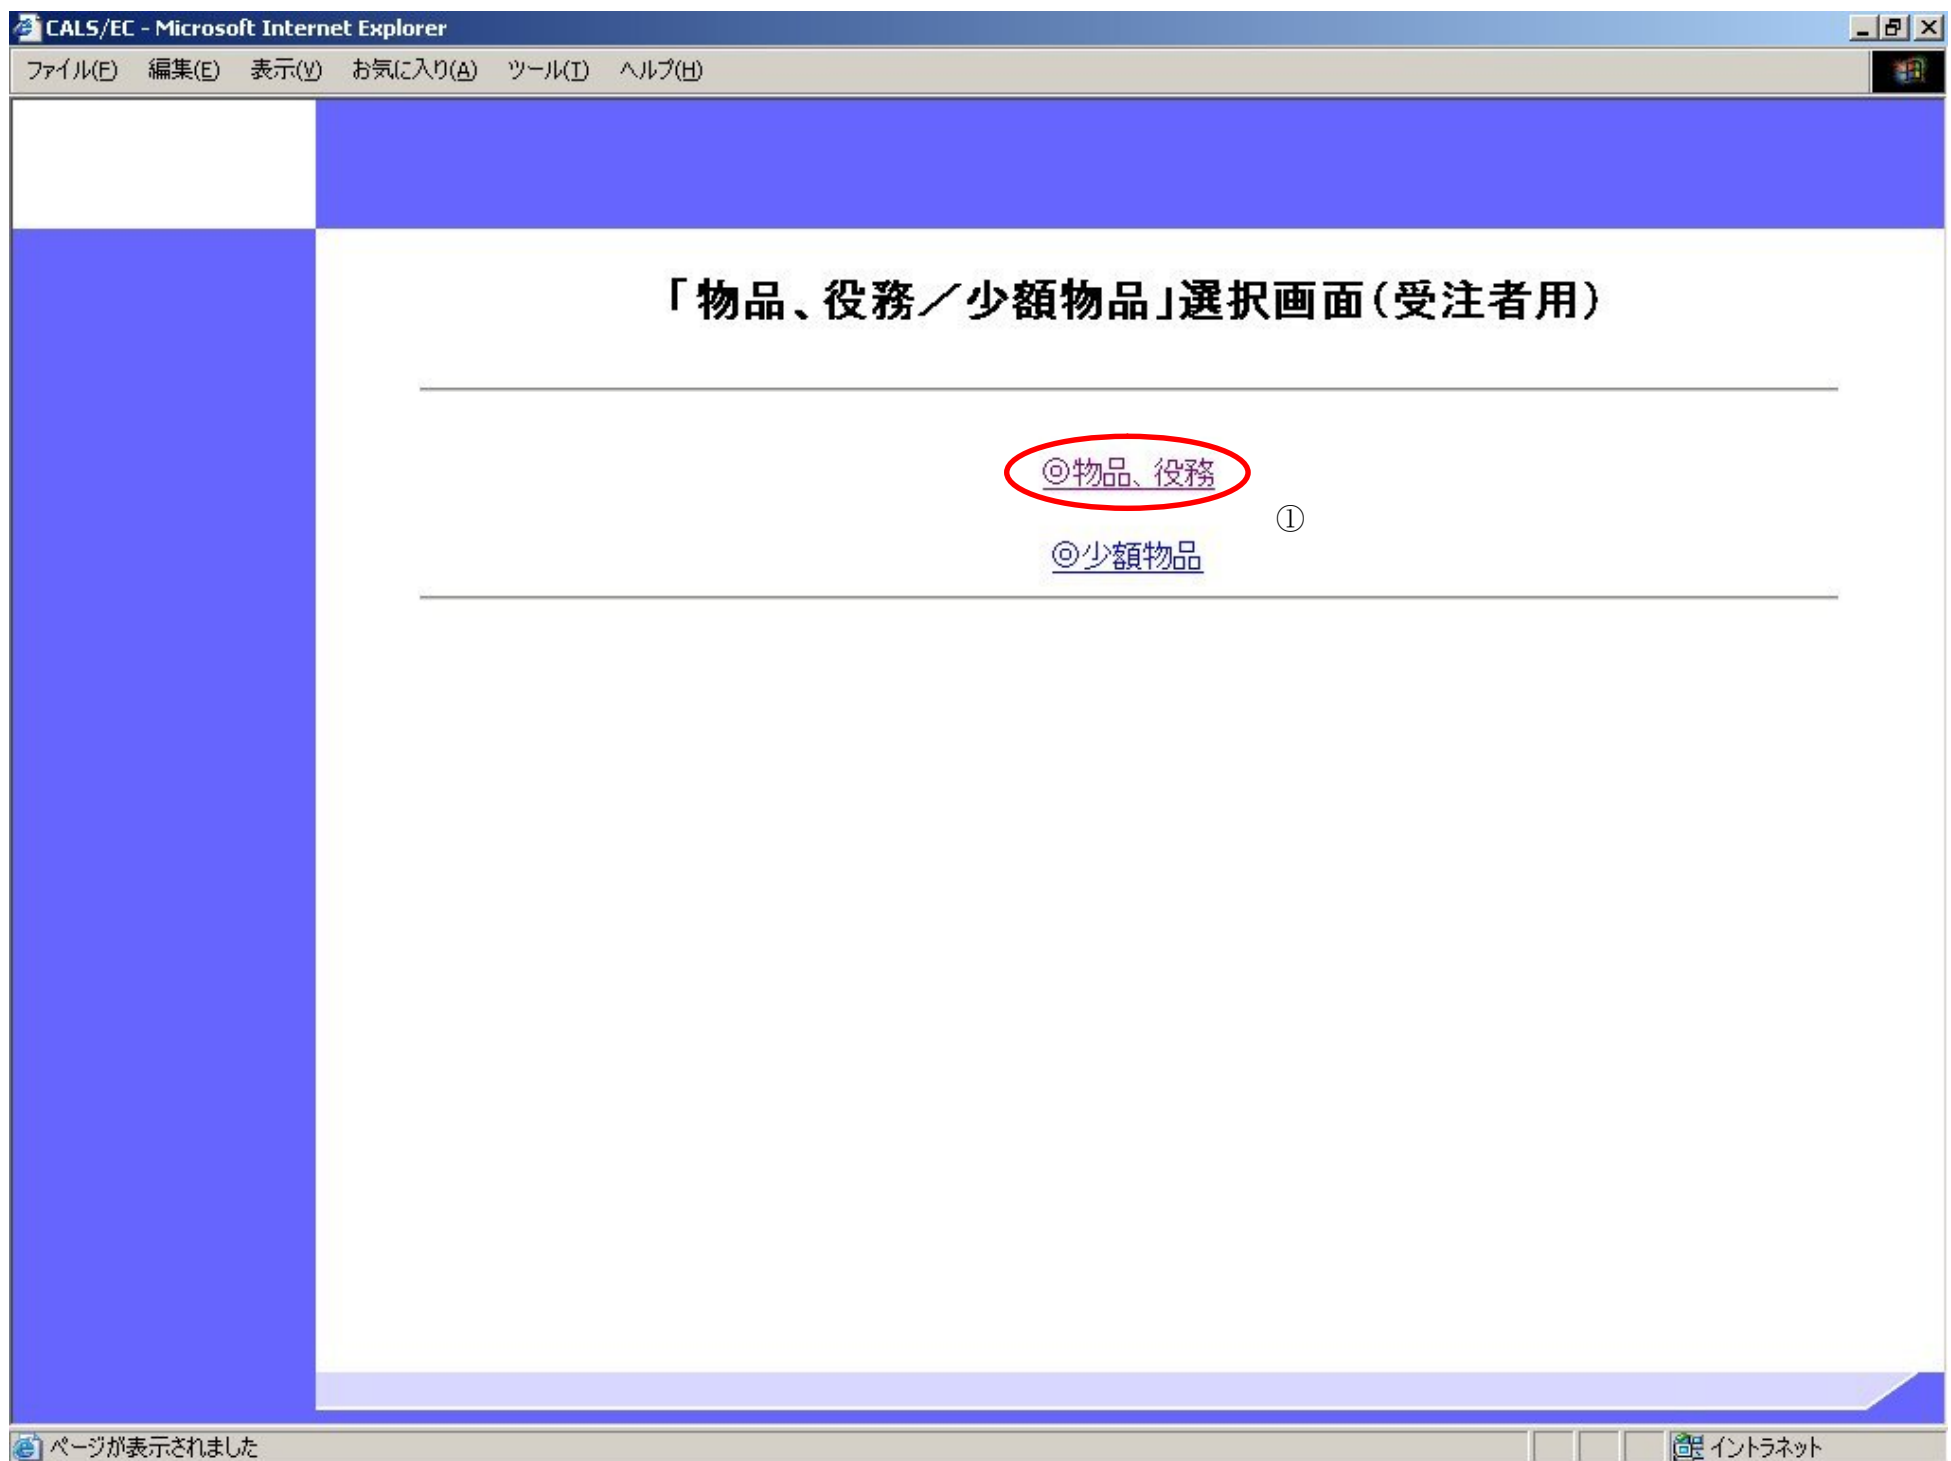 CALS/EC - Microsoft Internet Explorer
ファイル(F) 編集(E) 表示(V) お気に入り(A) ツール(T) ヘルプ(H)
「物品、役務／少額物品」選択画面(受注者用)
◎物品、役務
①
◎少額物品
ページが表示されました イントラネット